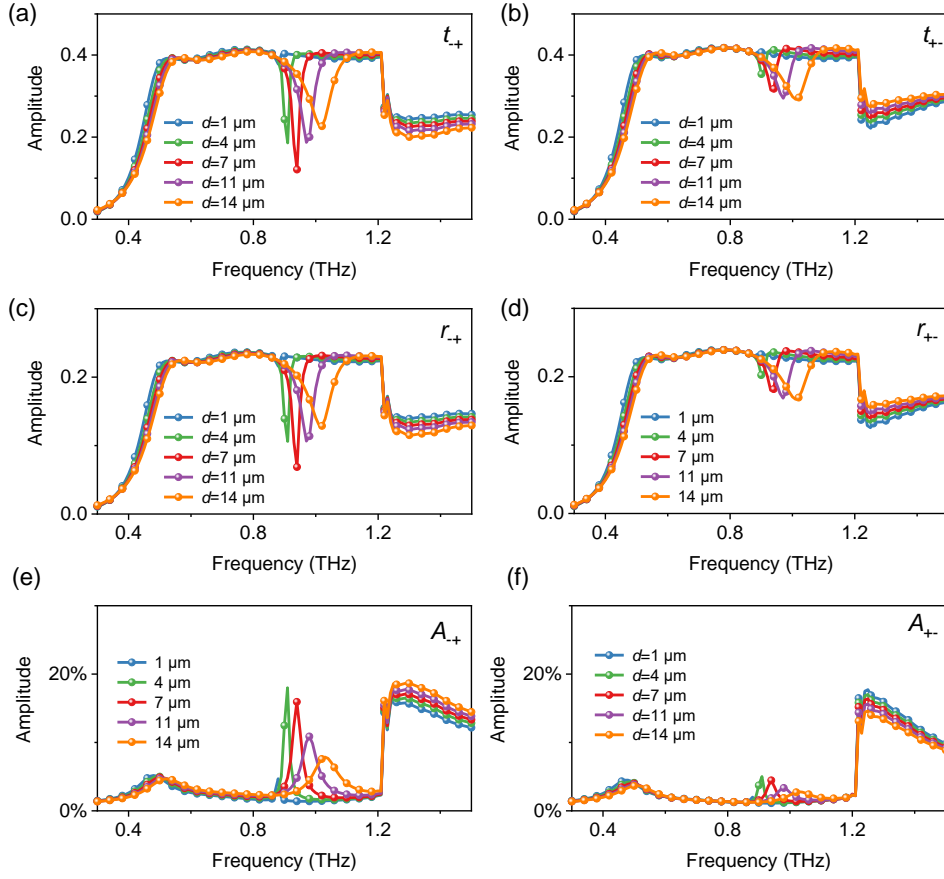 (a)
t-+
Amplitude
0.4
0.2
0.0
d=1 μm
d=4 μm
d=7 μm
d=11 μm
d=14 μm
0.4
0.8
1.2
Frequency (THz)
(b)
t+-
Amplitude
0.4
0.2
0.0
d=1 μm
d=4 μm
d=7 μm
d=11 μm
d=14 μm
0.4
0.8
1.2
Frequency (THz)
(c)
r-+
Amplitude
0.2
0.0
d=1 μm
d=4 μm
d=7 μm
d=11 μm
d=14 μm
0.4
0.8
1.2
Frequency (THz)
(d)
r+-
Amplitude
0.2
0.0
1 μm
4 μm
7 μm
11 μm
14 μm
0.4
0.8
1.2
Frequency (THz)
(e)
A-+
Amplitude
20%
0%
1 μm
4 μm
7 μm
11 μm
14 μm
0.4
0.8
1.2
Frequency (THz)
(f)
A+-
Amplitude
20%
0%
d=1 μm
d=4 μm
d=7 μm
d=11 μm
d=14 μm
0.4
0.8
1.2
Frequency (THz)